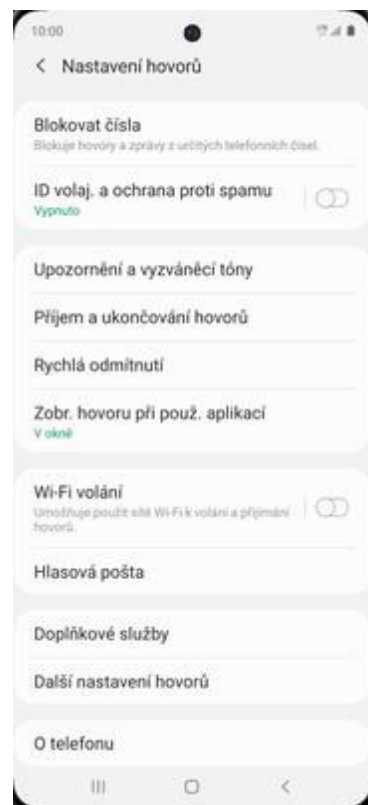 10:00
Nastavení hovorů
Blokovat čísla
Blokuje hovory a zprávy z určitých telefonních čísel.
ID volaj. a ochrana proti spamu
Vypnuto
Upozornění a vyzváněcí tóny
Příjem a ukončování hovorů
Rychlá odmítnutí
Zobr. hovoru při použ. aplikací
V okně
Wi-Fi volání
Umožňuje použít sítě Wi-Fi k volání a přijímání
hovorů.
Hlasová pošta
Doplňkové služby
Další nastavení hovorů
O telefonu